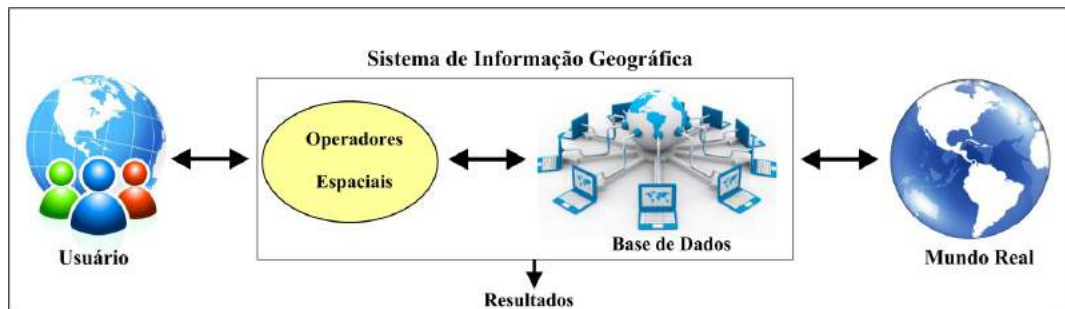 Sistema de Informação Geográfica
Operadores
Espaciais
Base de Dados
Usuário
Mundo Real
Resultados